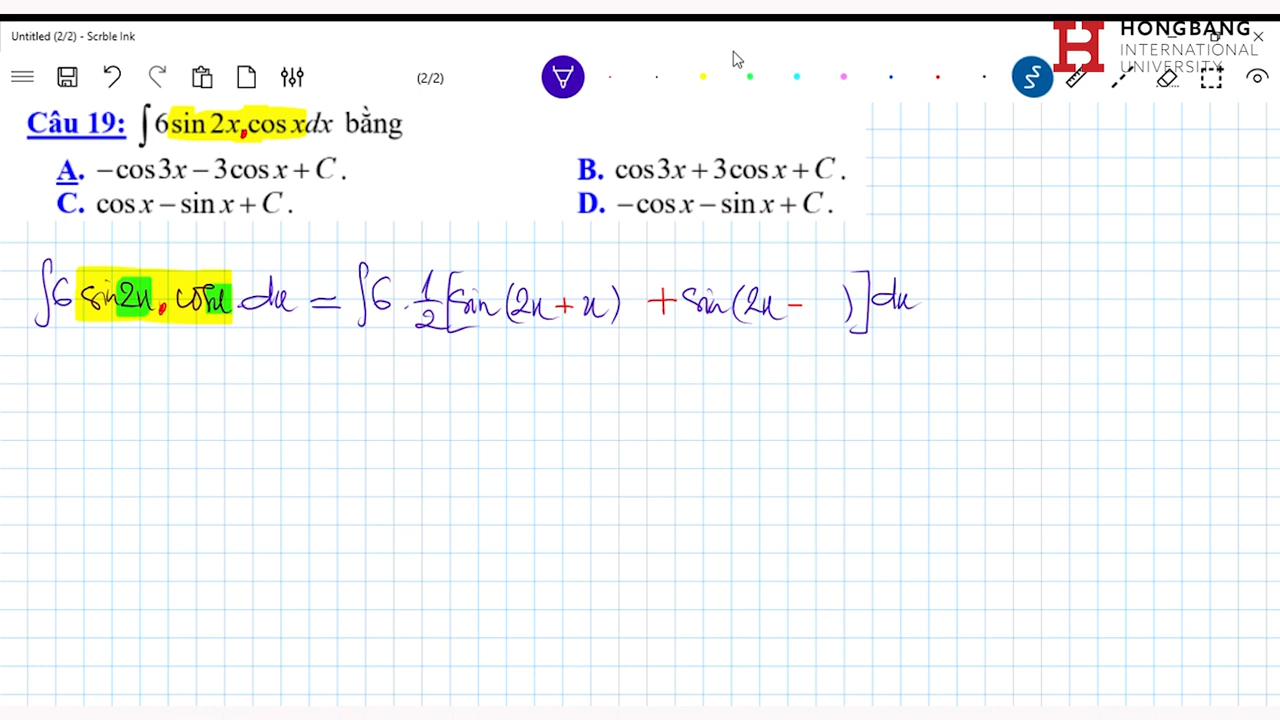 Untitled (2/2) - Scrble Ink
HONGBANG
INTERNATIONAL
UNIVERSITY
(2/2)
Câu 19: ∫6sin2x.cosxdx bằng
A. −cos3x−3cosx+C.
B. cos3x+3cosx+C.
C. cosx−sinx+C.
D. −cosx−sinx+C.
∫6 sin2x.cosx.dx = ∫6.1/2[sin(2x+x) +sin(2x− )]dx